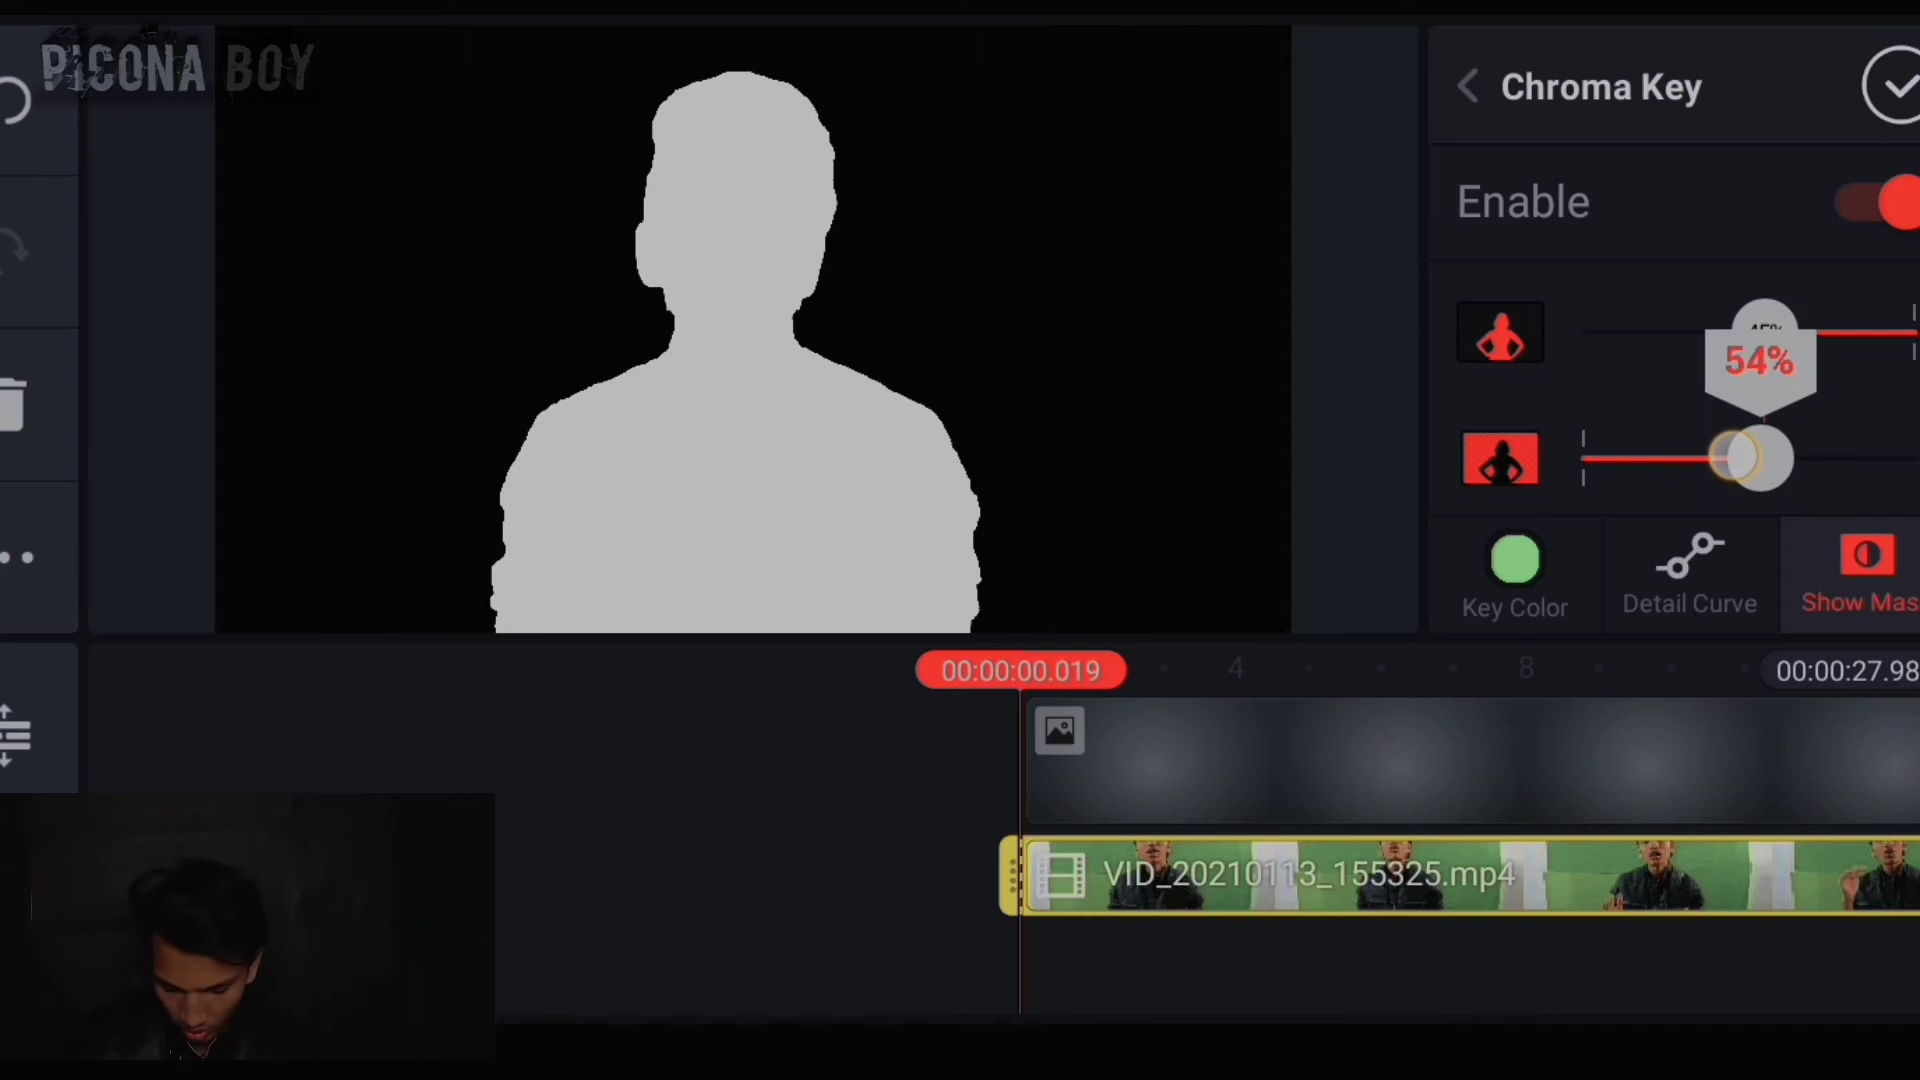 PICONA BOY
Chroma Key
Enable
54%
Key Color
Detail Curve
Show Mas
00:00:00.019
4
8
00:00:27.98
VID_20210113_155325.mp4